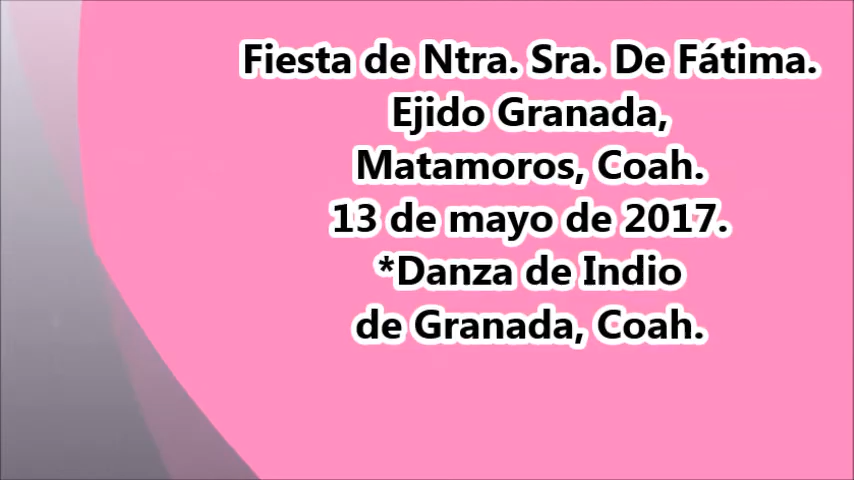 Fiesta de Ntra. Sra. De Fátima.
Ejido Granada,
Matamoros, Coah.
13 de mayo de 2017.
*Danza de Indio
de Granada, Coah.